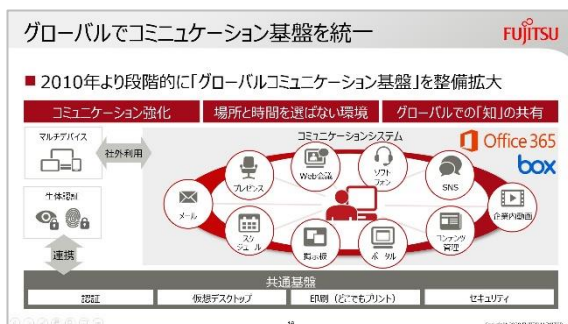 グローバルでコミュニケーション基盤を統一
FUJITSU
■ 2010年より段階的に「グローバルコミュニケーション基盤」を整備拡大
コミュニケーション強化
場所と時間を選ばない環境
グローバルでの「知」の共有
マルチデバイス
社外利用
コミュニケーションシステム
Office 365
box
生体認証
連携
メール
プレゼンス
Web会議
ソフト
フォン
SNS
企業内動画
スケ
ジュール
掲示板
ポータル
コンテンツ
管理
共通基盤
認証
仮想デスクトップ
印刷（どこでもプリント）
セキュリティ